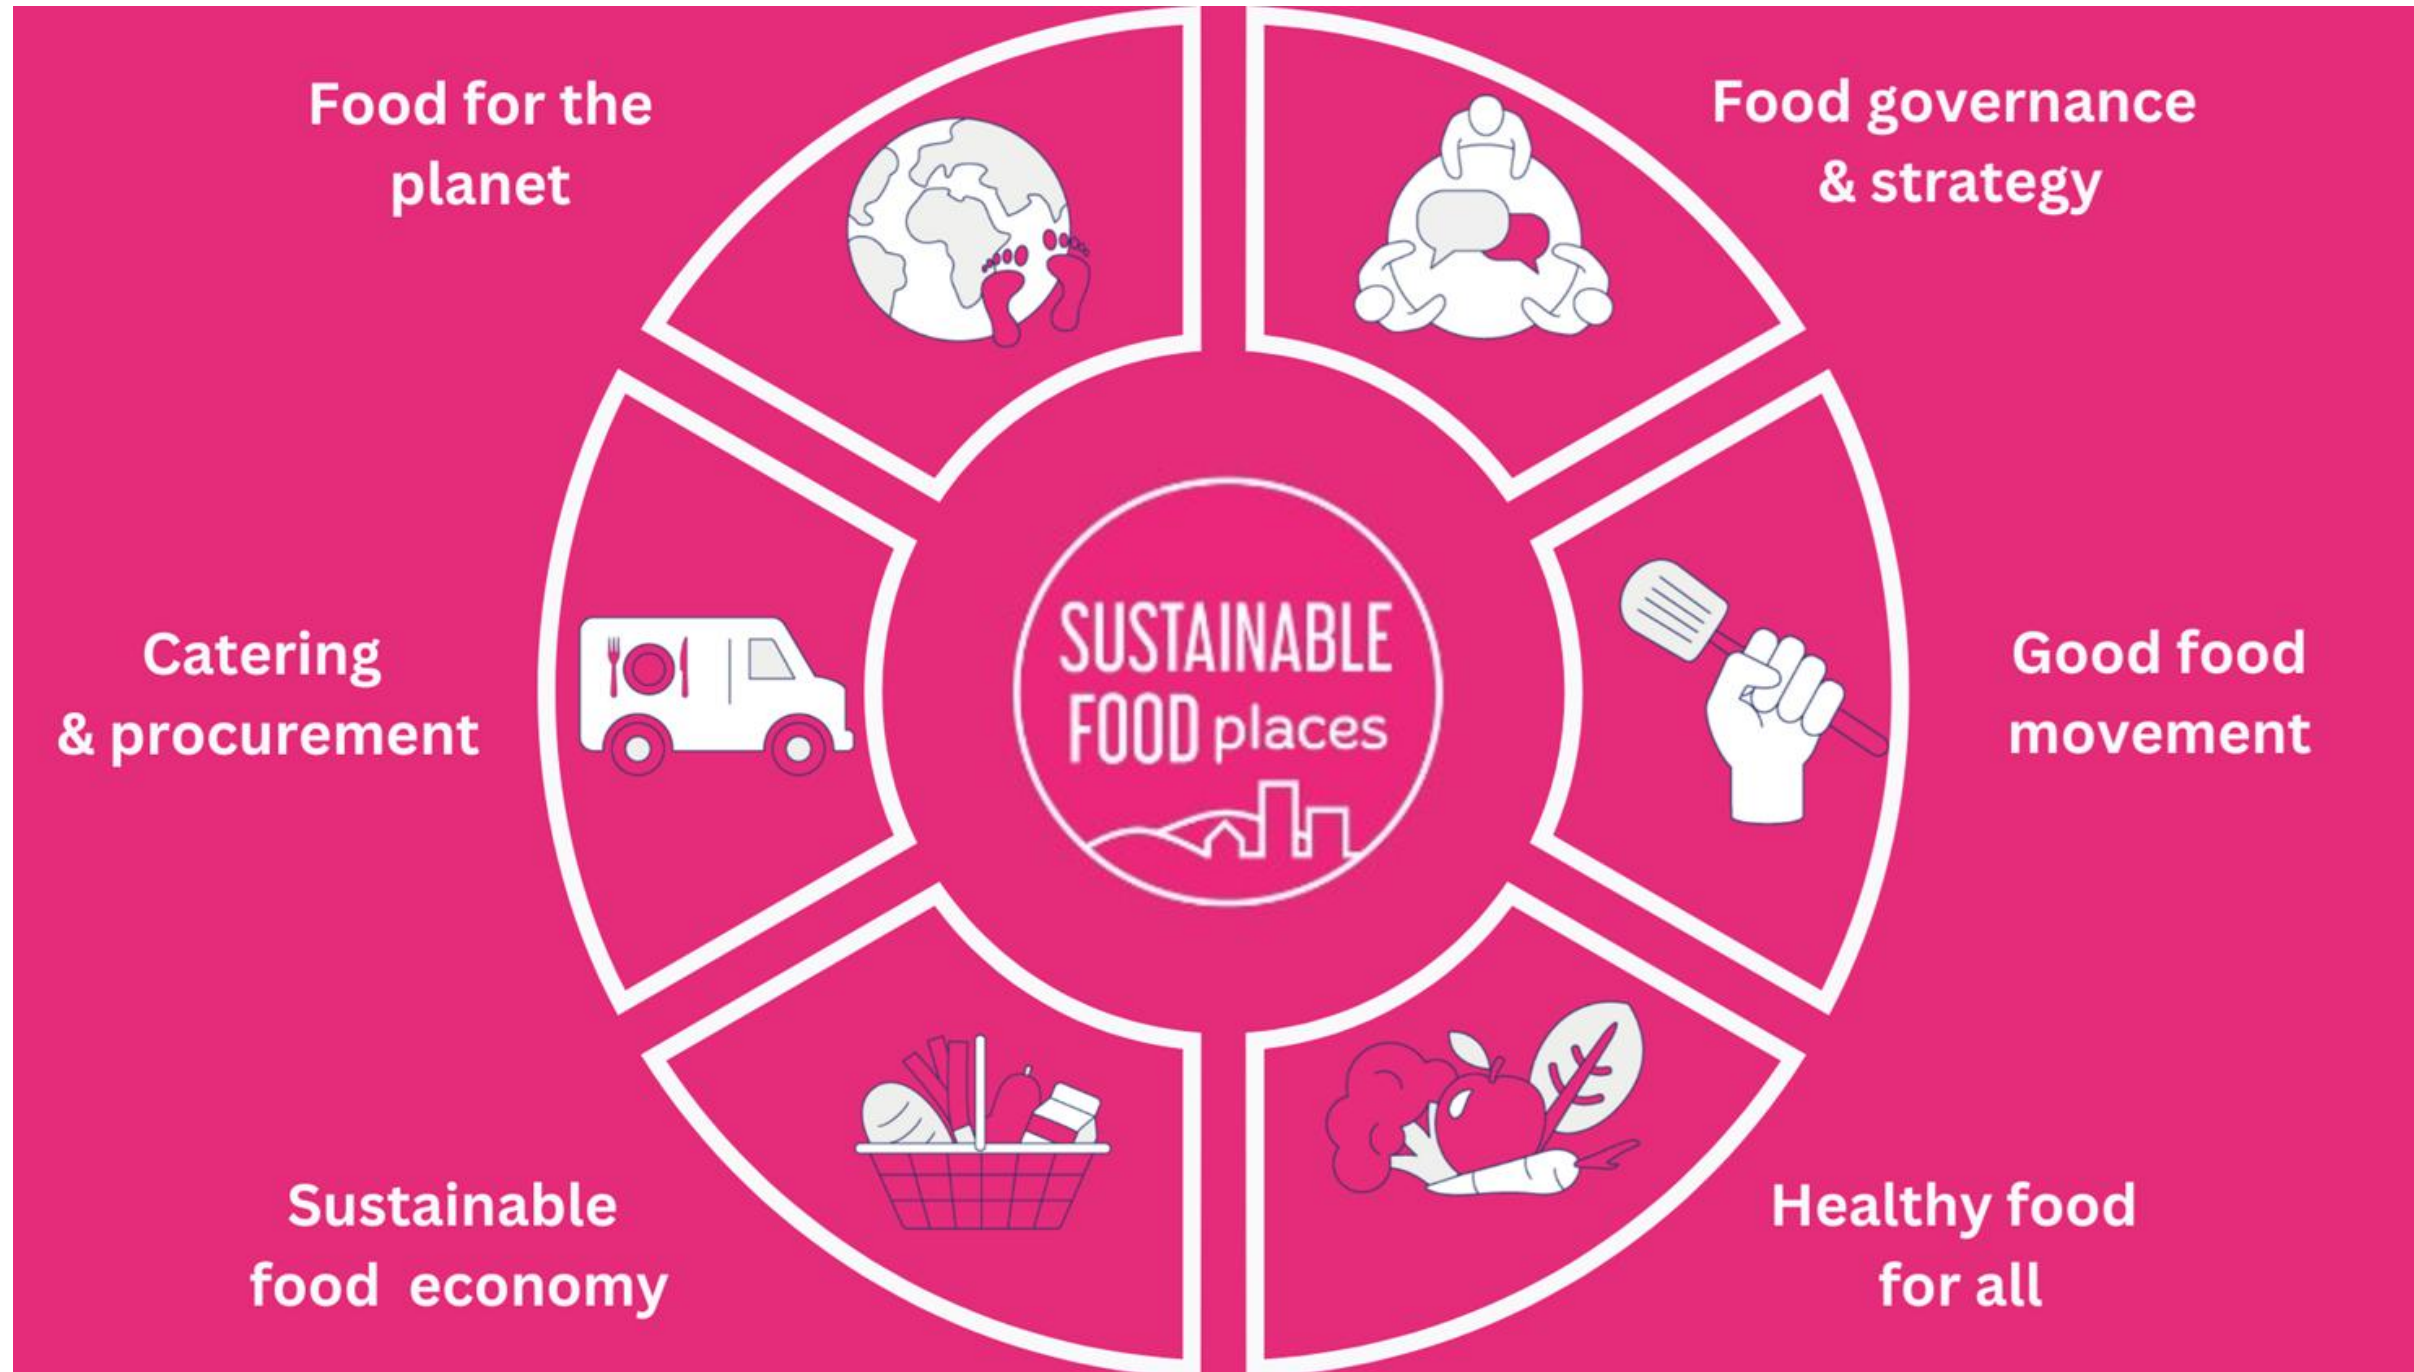 Food for the
planet
Food governance
& strategy
Catering
& procurement
SUSTAINABLE
FOOD places
Good food
movement
Sustainable
food economy
Healthy food
for all